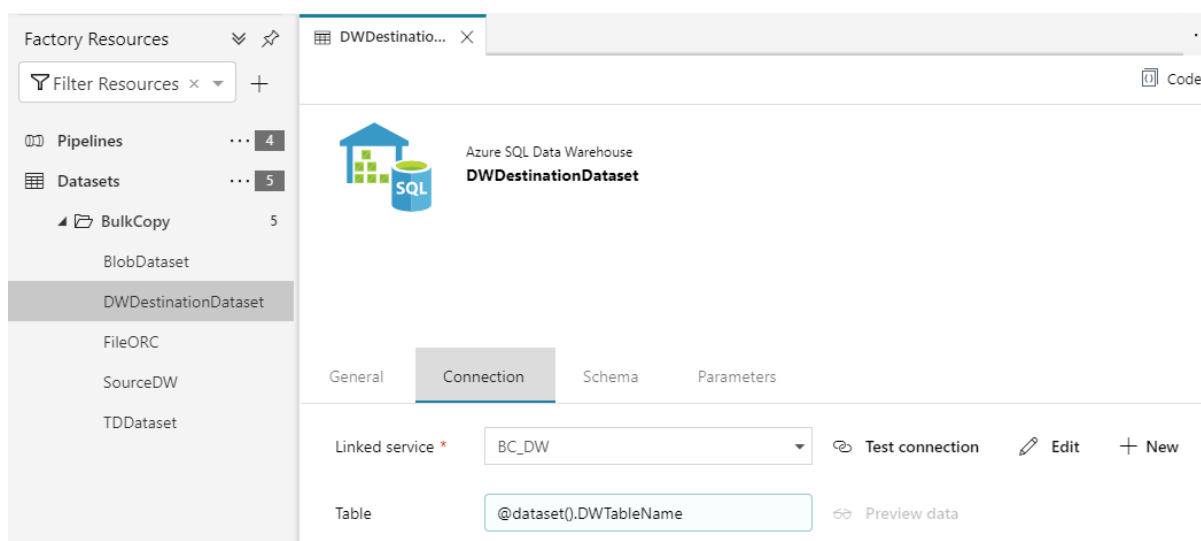 Factory Resources
Filter Resources
Pipelines ... 4
Datasets ... 5
BulkCopy 5
BlobDataset
DWDestinationDataset
FileORC
SourceDW
TDDataset
DWDestinatio...
Code
SQL
Azure SQL Data Warehouse
DWDestinationDataset
General Connection Schema Parameters
Linked service * BC_DW Test connection Edit New
Table @dataset().DWTableName Preview data